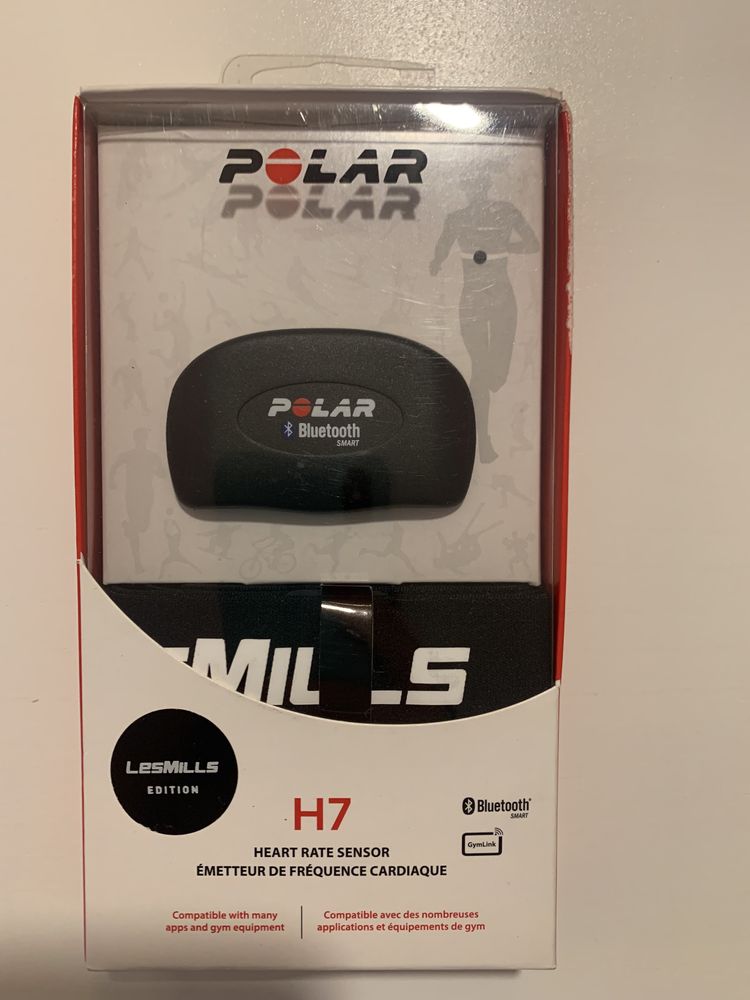 POLAR
POLAR
POLAR
Bluetooth
SMART
LESMILLS
EDITION
H7
HEART RATE SENSOR
ÉMETTEUR DE FRÉQUENCE CARDIAQUE
Bluetooth®
SMART
GymLink
Compatible with many
apps and gym equipment
Compatible avec des nombreuses
applications et équipements de gym